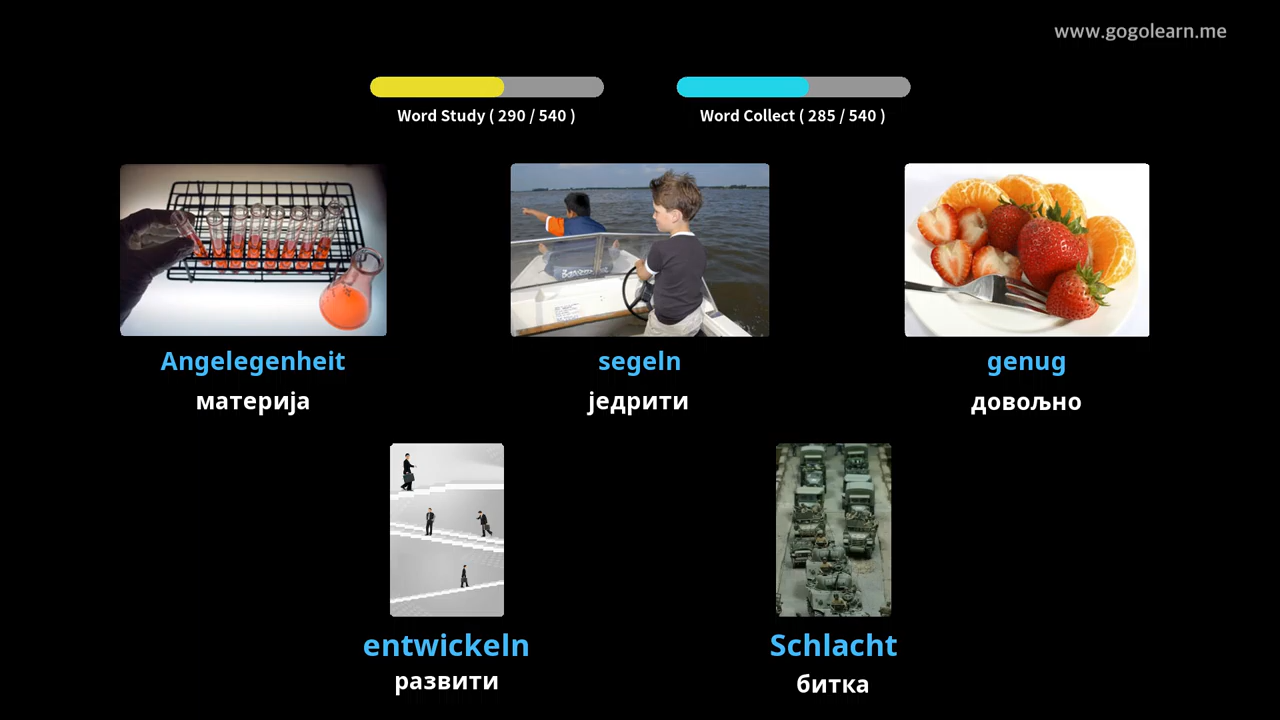 www.gogolearn.me
Word Study ( 290 / 540 )
Word Collect ( 285 / 540 )
Angelegenheit
материја
segeln
једрити
genug
довољно
entwickeln
развити
Schlacht
битка